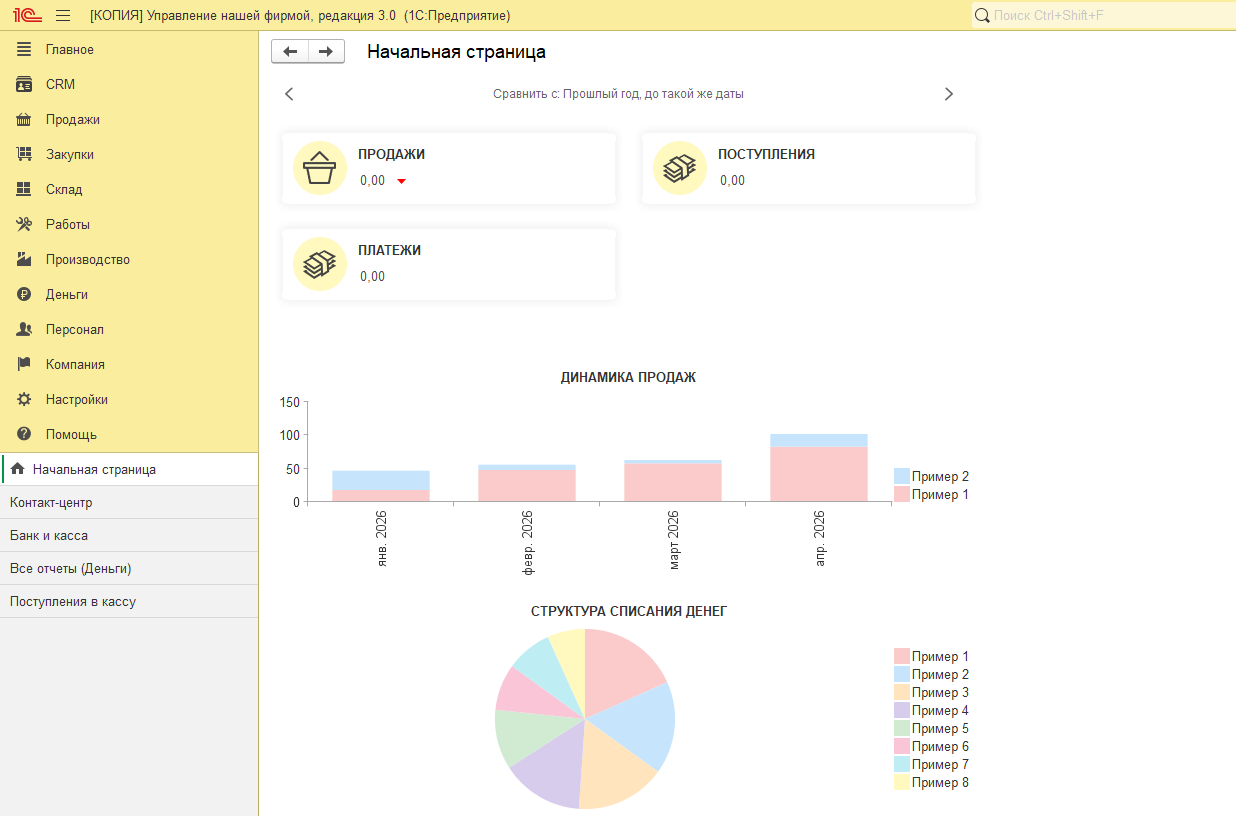 1С [КОПИЯ] Управление нашей фирмой, редакция 3.0 (1С:Предприятие) Поиск Ctrl+Shift+F
Главное
CRM
Продажи
Закупки
Склад
Работы
Производство
Деньги
Персонал
Компания
Настройки
Помощь
Начальная страница
Контакт-центр
Банк и касса
Все отчеты (Деньги)
Поступления в кассу
Начальная страница
Сравнить с: Прошлый год, до такой же даты
ПРОДАЖИ
0,00
ПОСТУПЛЕНИЯ
0,00
ПЛАТЕЖИ
0,00
ДИНАМИКА ПРОДАЖ
150
100
50
0
янв. 2026
февр. 2026
март 2026
апр. 2026
Пример 2
Пример 1
СТРУКТУРА СПИСАНИЯ ДЕНЕГ
Пример 1
Пример 2
Пример 3
Пример 4
Пример 5
Пример 6
Пример 7
Пример 8